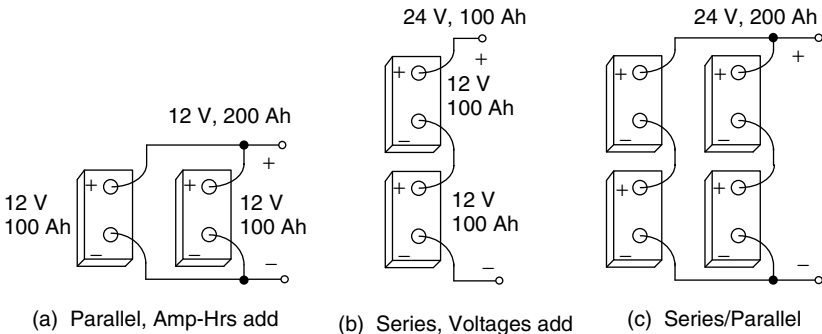 12 V, 200 Ah
+
12 V
100 Ah
+
−
+
−
12 V
100 Ah
−
(a) Parallel, Amp-Hrs add
24 V, 100 Ah
+
+
−
12 V
100 Ah
+
−
12 V
100 Ah
−
(b) Series, Voltages add
24 V, 200 Ah
+
+
−
+
−
+
−
+
−
−
(c) Series/Parallel